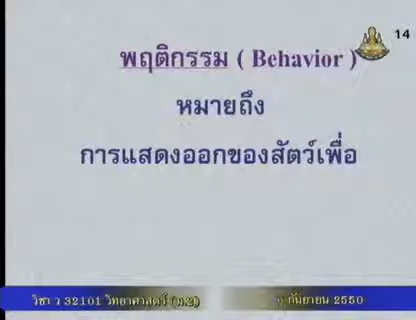 14
พฤติกรรม ( Behavior )
หมายถึง
การแสดงออกของสัตว์เพื่อ
วิชา ว 32101 วิทยาศาสตร์ (ม.2)
กันยายน 2550